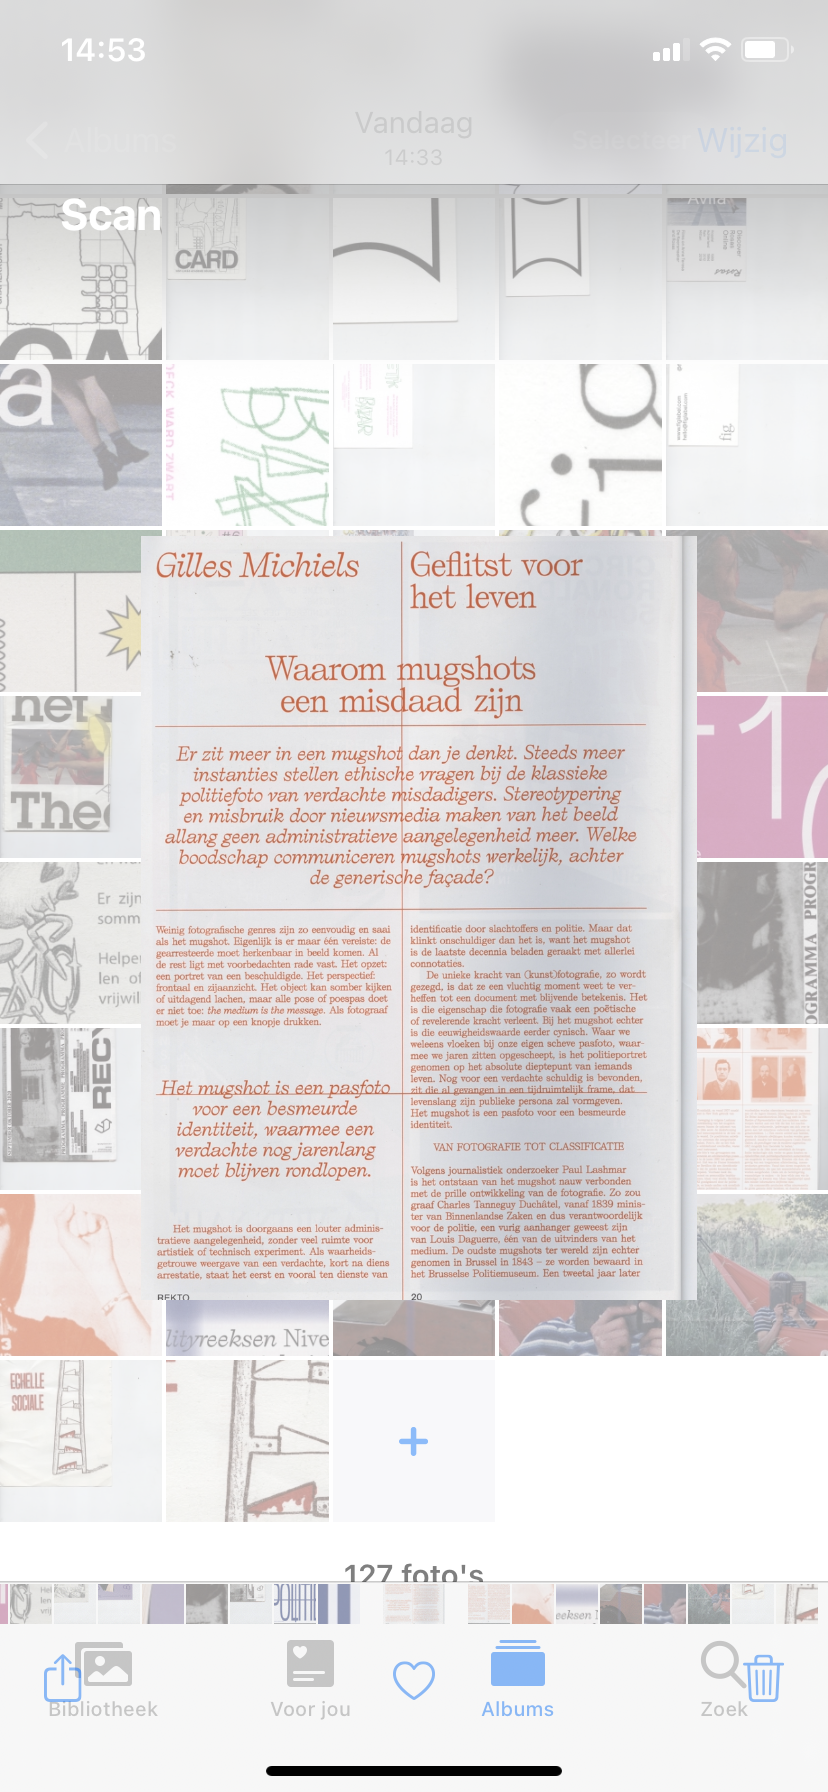 14:53
Albums
Vandaag
14:33
Selecteer
Wijzig
Scan
CARD
Avila
a
WARD ZWART
BAX
fig
Gilles Michiels
Geflitst voor
het leven
Waarom mugshots
een misdaad zijn
Er zit meer in een mugshot dan je denkt. Steeds meer
instanties stellen ethische vragen bij de klassieke
politiefoto van verdachte misdadigers. Stereotypering
en misbruik door nieuwsmedia maken van het beeld
allang geen administratieve aangelegenheid meer. Welke
boodschap communiceren mugshots werkelijk, achter
de generische façade?
Weinig fotografische genres zijn zo eenvoudig en saai
als het mugshot. Eigenlijk is er maar één vereiste: de
gearresteerde moet herkenbaar in beeld komen. Al
de rest ligt met voorbedachten rade vast. Het opzet:
een portret van een beschuldigde. Het perspectief:
frontaal en zijaanzicht. Het object kan somber kijken
of uitdagend lachen, maar alle pose of poespas doet
er niet toe: the medium is the message. Als fotograaf
moet je maar op een knopje drukken.
Het mugshot is een pasfoto
voor een besmeurde
identiteit, waarmee een
verdachte nog jarenlang
moet blijven rondlopen.
Het mugshot is doorgaans een louter adminis-
tratieve aangelegenheid, zonder veel ruimte voor
artistiek of technisch experiment. Als waarheids-
getrouwe weergave van een verdachte, kort na diens
arrestatie, staat het eerst en vooral ten dienste van
REKTO
identificatie door slachtoffers en politie. Maar dat
klinkt onschuldiger dan het is, want het mugshot
is de laatste decennia beladen geraakt met allerlei
connotaties.
De unieke kracht van (kunst)fotografie, zo wordt
gezegd, is dat ze een vluchtig moment weet te ver-
heffen tot een document met blijvende betekenis. Het
is die eigenschap die fotografie vaak een poëtische
of revelerende kracht verleent. Bij het mugshot echter
is die eeuwigheidswaarde eerder cynisch. Waar we
weleens vloeken bij onze eigen scheve pasfoto, waar-
mee we jaren zitten opgescheept, is het politieportret
genomen op het absolute dieptepunt van iemands
leven. Nog voor een verdachte schuldig is bevonden,
zit die al gevangen in een tijdruimtelijk frame, dat
levenslang zijn publieke persona zal vormgeven.
Het mugshot is een pasfoto voor een besmeurde
identiteit.
VAN FOTOGRAFIE TOT CLASSIFICATIE
Volgens journalistiek onderzoeker Paul Lashmar
is het ontstaan van het mugshot nauw verbonden
met de prille ontwikkeling van de fotografie. Zo zou
graaf Charles Tanneguy Duchâtel, vanaf 1839 minis-
ter van Binnenlandse Zaken en dus verantwoordelijk
voor de politie, een vurig aanhanger geweest zijn
van Louis Daguerre, één van de uitvinders van het
medium. De oudste mugshots ter wereld zijn echter
genomen in Brussel in 1843 – ze worden bewaard in
het Brusselse Politiemuseum. Een tweetal jaar later
20
het
Thea
Er zijn
somm
Helpe
len of
vrijwil
OGRAMMA PROGR
REC
lityreeksen Nive
ECHELLE
SOCIALE
127 foto's
Bibliotheek
Voor jou
Albums
Zoek